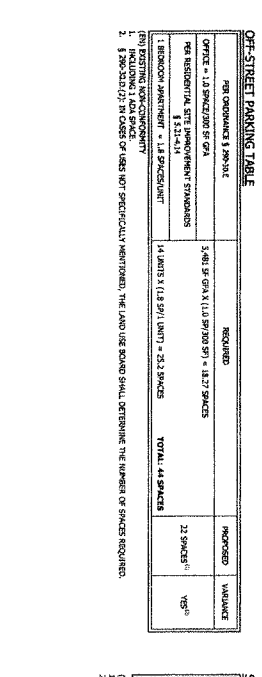 OFF-STREET PARKING TABLE
PER ORDINANCE § 290-30.E REQUIRED PROPOSED VARIANCE
OFFICE = 1.0 SPACE/300 SF GFA 5,481 SF GFA X (1.0 SP/300 SF) = 18.27 SPACES
PER RESIDENTIAL SITE IMPROVEMENT STANDARDS
§ 5:21-4.14
1 BEDROOM APARTMENT = 1.8 SPACES/UNIT 14 UNITS X (1.8 SP/1 UNIT) = 25.2 SPACES
TOTAL: 44 SPACES
22 SPACES(1) YES(2)
(EN) EXISTING NON-CONFORMITY
1. INCLUDING 1 ADA SPACE.
2. § 290-30.D.(2): IN CASES OF USES NOT SPECIFICALLY MENTIONED, THE LAND USE BOARD SHALL DETERMINE THE NUMBER OF SPACES REQUIRED.